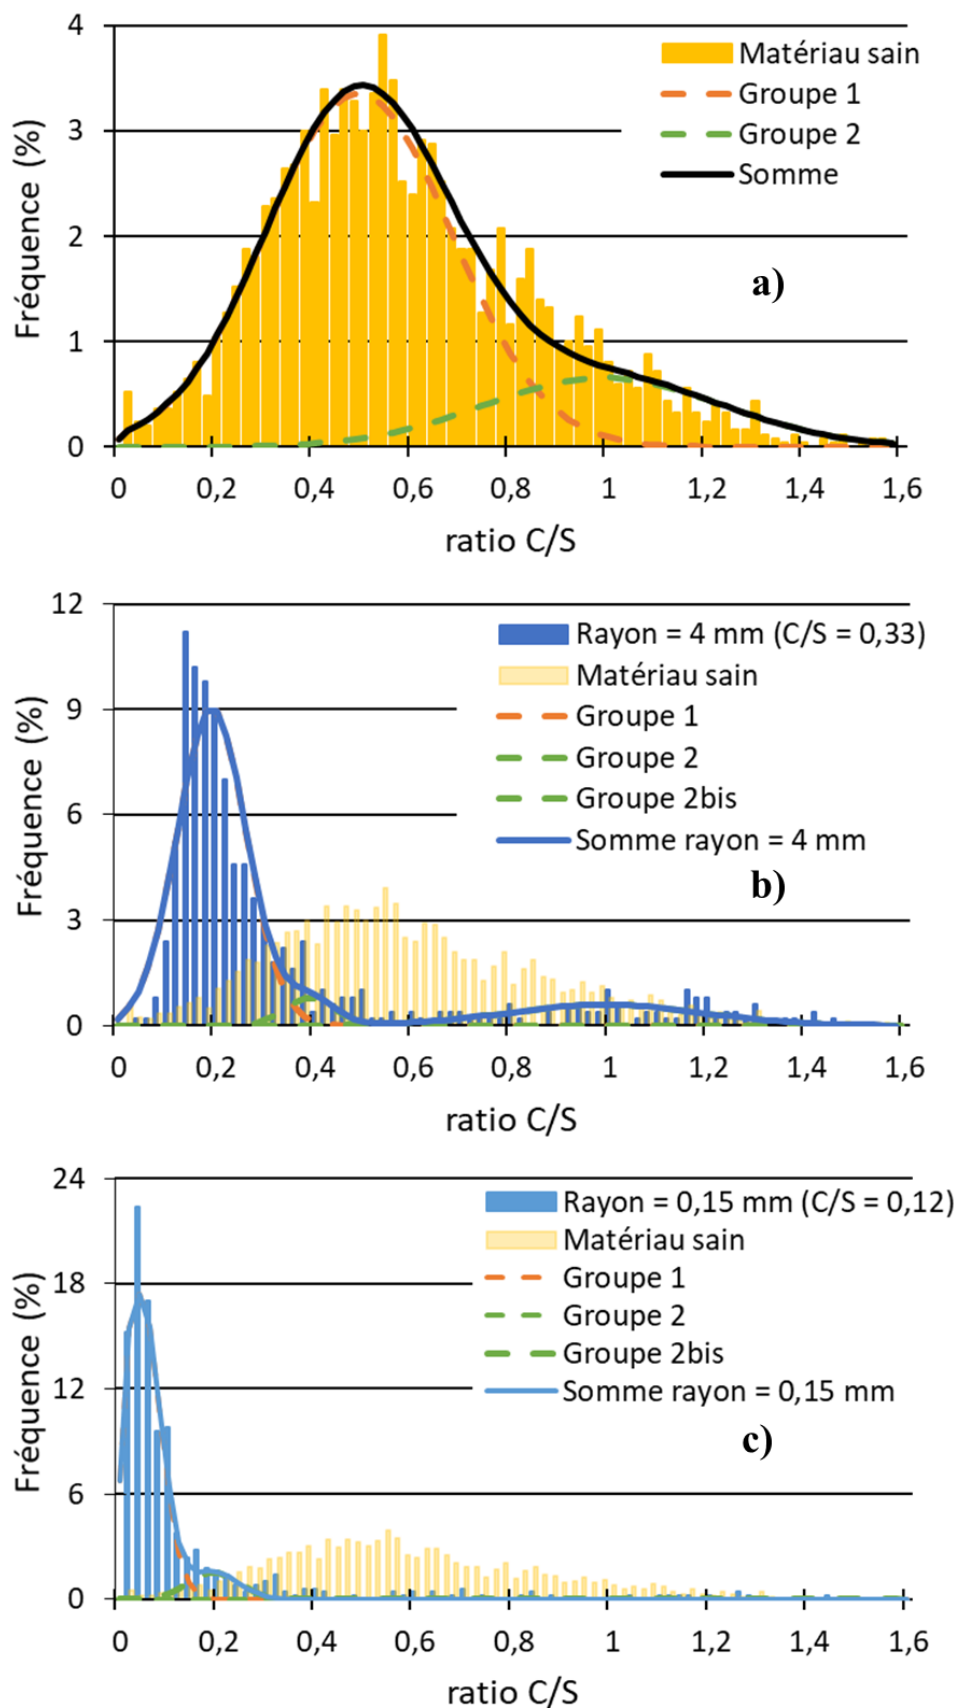 4
3
2
1
0
Fréquence (%)
Matériau sain
Groupe 1
Groupe 2
Somme
a)
0 0,2 0,4 0,6 0,8 1 1,2 1,4 1,6
ratio C/S
12
9
6
3
0
Fréquence (%)
Rayon = 4 mm (C/S = 0,33)
Matériau sain
Groupe 1
Groupe 2
Groupe 2bis
Somme rayon = 4 mm
b)
0 0,2 0,4 0,6 0,8 1 1,2 1,4 1,6
ratio C/S
24
18
12
6
0
Fréquence (%)
Rayon = 0,15 mm (C/S = 0,12)
Matériau sain
Groupe 1
Groupe 2
Groupe 2bis
Somme rayon = 0,15 mm
c)
0 0,2 0,4 0,6 0,8 1 1,2 1,4 1,6
ratio C/S